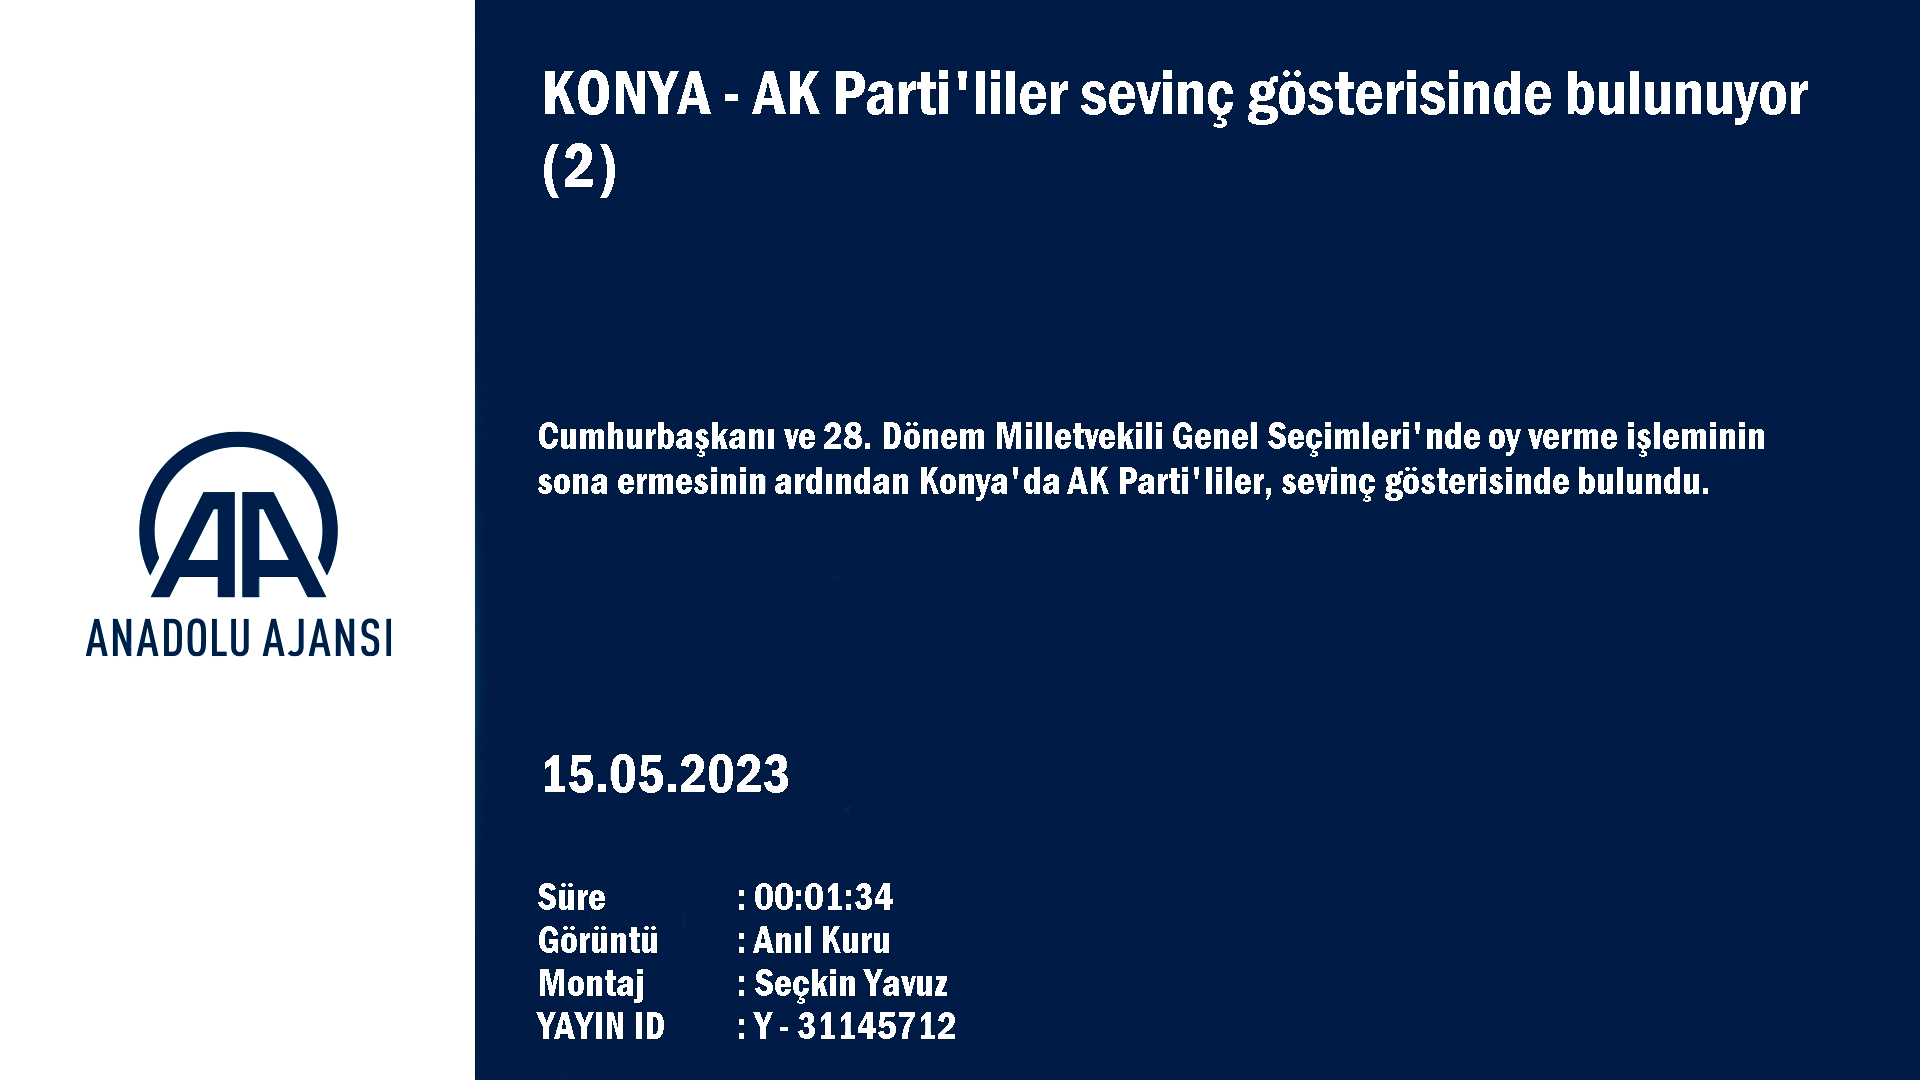 KONYA - AK Parti'liler sevinç gösterisinde bulunuyor
(2)
Cumhurbaşkanı ve 28. Dönem Milletvekili Genel Seçimleri'nde oy verme işleminin
sona ermesinin ardından Konya'da AK Parti'liler, sevinç gösterisinde bulundu.
AA
ANADOLU AJANSI
15.05.2023
Süre : 00:01:34
Görüntü : Anıl Kuru
Montaj : Seçkin Yavuz
YAYIN ID : Y - 31145712